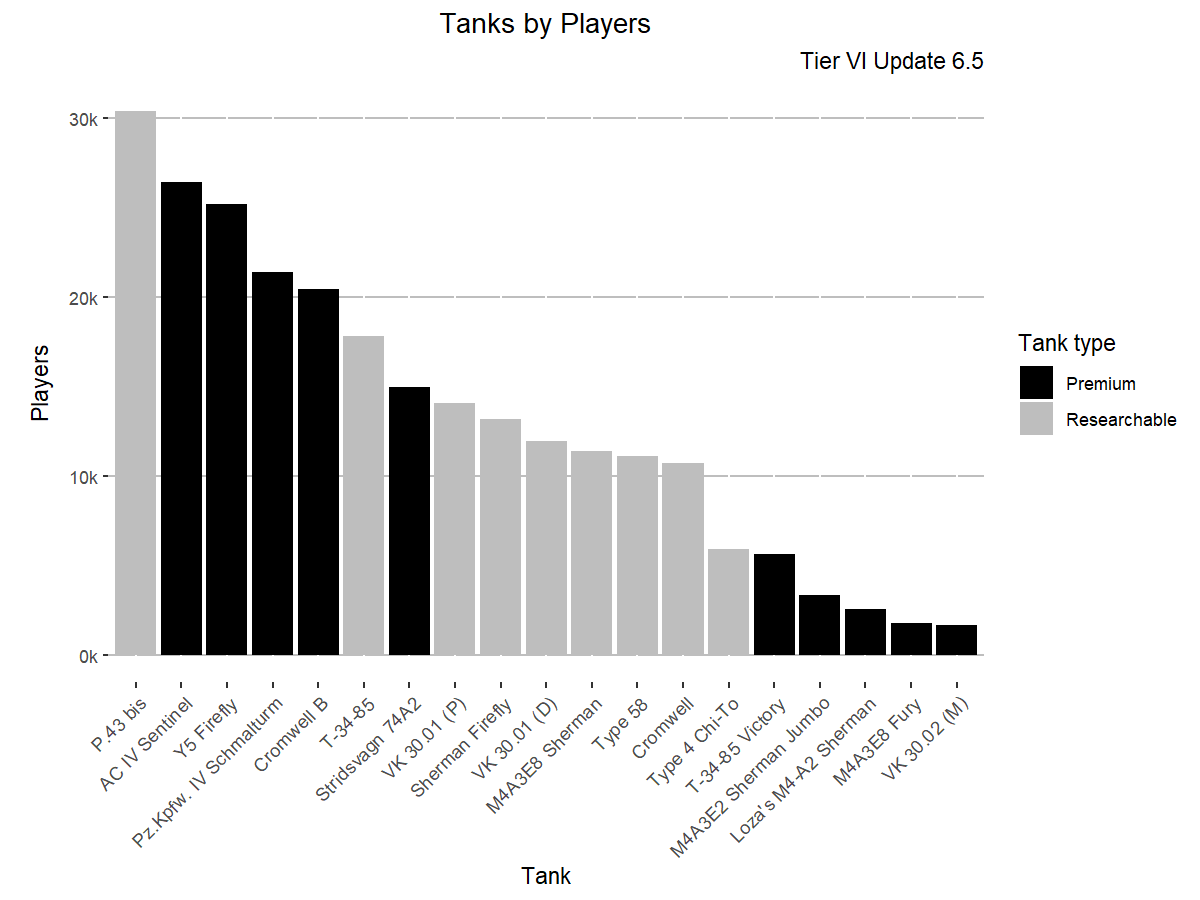 Tanks by Players
Tier VI Update 6.5
Players
30k
20k
10k
0k
P.43 bis
AC IV Sentinel
Y5 Firefly
Pz.Kpfw. IV Schmalturm
Cromwell B
T-34-85
Stridsvagn 74A2
VK 30.01 (P)
Sherman Firefly
VK 30.01 (D)
M4A3E8 Sherman
Type 58
Cromwell
Type 4 Chi-To
T-34-85 Victory
M4A3E2 Sherman Jumbo
Loza's M4-A2 Sherman
M4A3E8 Fury
VK 30.02 (M)
Tank
Tank type
Premium
Researchable